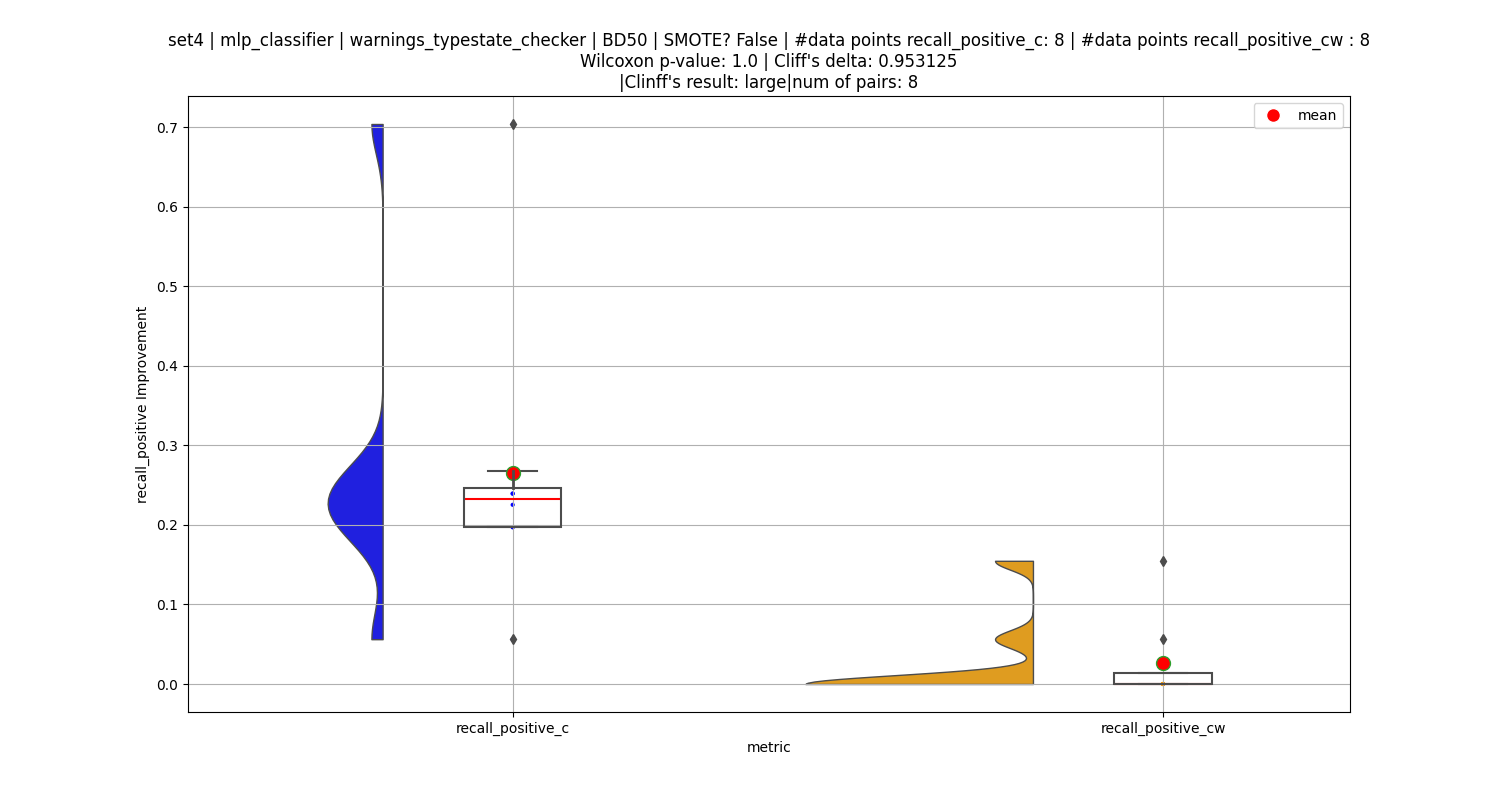 set4 | mlp_classifier | warnings_typestate_checker | BD50 | SMOTE? False | #data points recall_positive_c: 8 | #data points recall_positive_cw : 8
Wilcoxon p-value: 1.0 | Cliff's delta: 0.953125
|Clinff's result: large|num of pairs: 8
mean
0.7
0.6
0.5
0.4
0.3
0.2
0.1
0.0
recall_positive Improvement
recall_positive_c
recall_positive_cw
metric